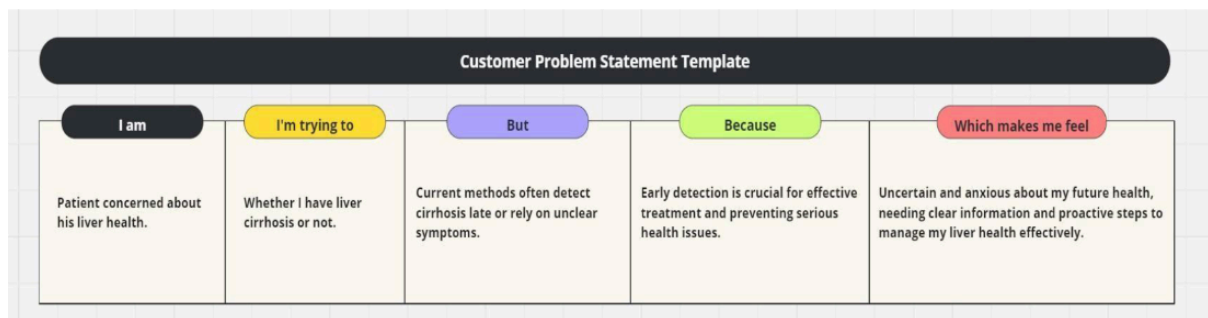 Customer Problem Statement Template
I am
I'm trying to
But
Because
Which makes me feel
Patient concerned about
his liver health.
Whether I have liver
cirrhosis or not.
Current methods often detect
cirrhosis late or rely on unclear
symptoms.
Early detection is crucial for effective
treatment and preventing serious
health issues.
Uncertain and anxious about my future health,
needing clear information and proactive steps to
manage my liver health effectively.